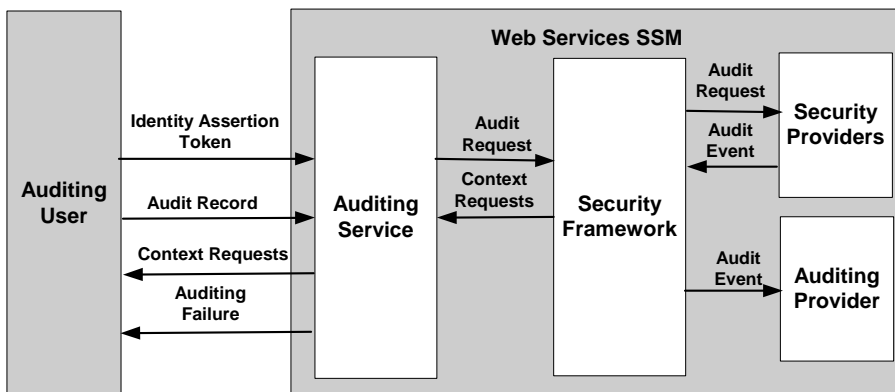 Web Services SSM
Auditing
User
Identity Assertion
Token
Audit Record
Context Requests
Auditing
Failure
Auditing
Service
Audit
Request
Context
Requests
Security
Framework
Audit
Request
Audit
Event
Security
Providers
Audit
Event
Auditing
Provider